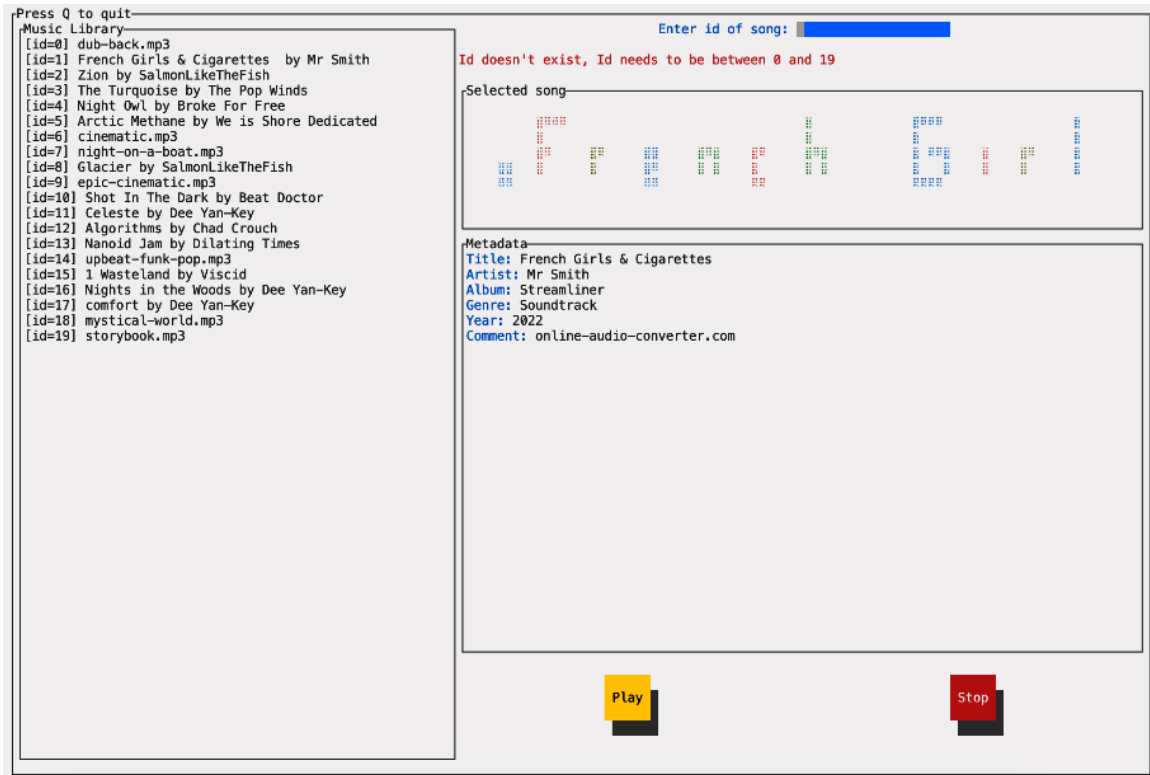 Press Q to quit
Music Library
[id=0] dub-back.mp3
[id=1] French Girls & Cigarettes  by Mr Smith
[id=2] Zion by SalmonLikeTheFish
[id=3] The Turquoise by The Pop Winds
[id=4] Night Owl by Broke For Free
[id=5] Arctic Methane by We is Shore Dedicated
[id=6] cinematic.mp3
[id=7] night-on-a-boat.mp3
[id=8] Glacier by SalmonLikeTheFish
[id=9] epic-cinematic.mp3
[id=10] Shot In The Dark by Beat Doctor
[id=11] Celeste by Dee Yan-Key
[id=12] Algorithms by Chad Crouch
[id=13] Nanoid Jam by Dilating Times
[id=14] upbeat-funk-pop.mp3
[id=15] 1 Wasteland by Viscid
[id=16] Nights in the Woods by Dee Yan-Key
[id=17] comfort by Dee Yan-Key
[id=18] mystical-world.mp3
[id=19] storybook.mp3
Enter id of song:
Id doesn't exist, Id needs to be between 0 and 19
Selected song
Metadata
Title: French Girls & Cigarettes
Artist: Mr Smith
Album: Streamliner
Genre: Soundtrack
Year: 2022
Comment: online-audio-converter.com
Play
Stop